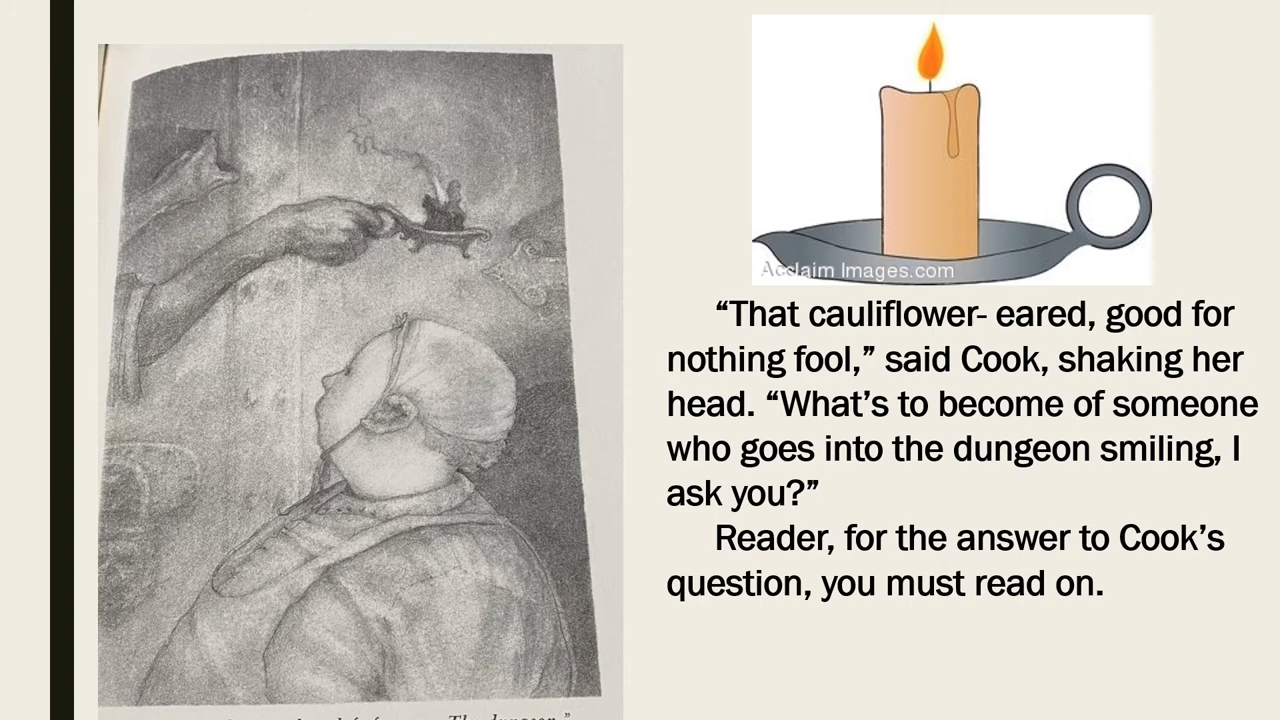 Acclaim Images.com
“That cauliflower- eared, good for
nothing fool,” said Cook, shaking her
head. “What’s to become of someone
who goes into the dungeon smiling, I
ask you?”
Reader, for the answer to Cook’s
question, you must read on.
The dungeon.”